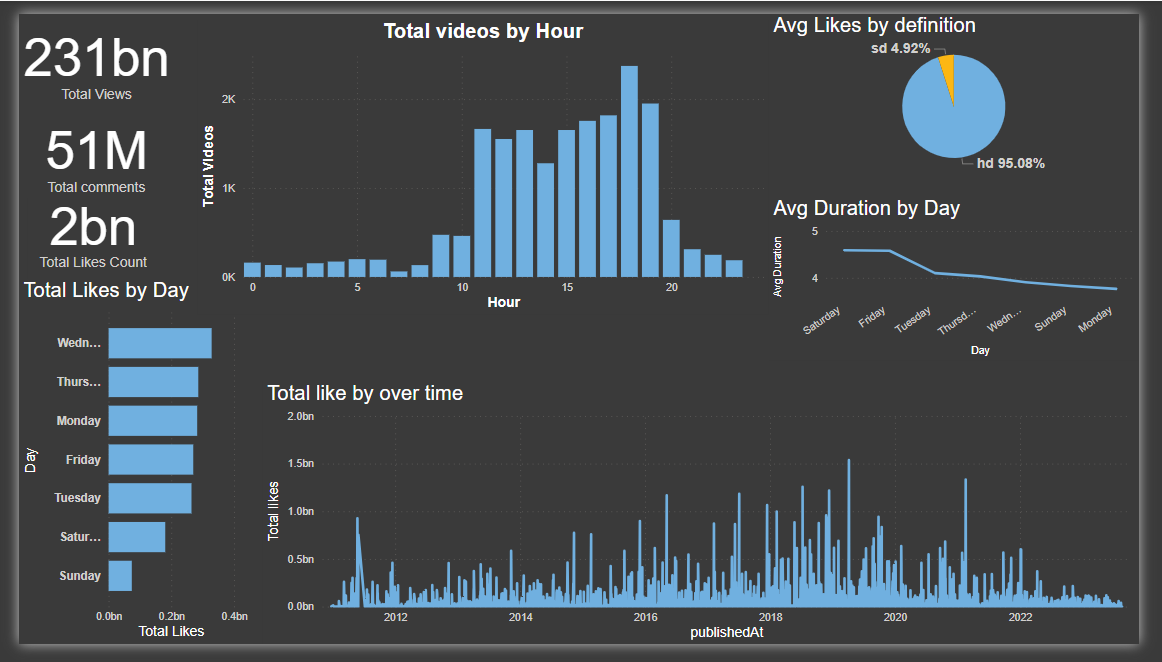 231bn
Total Views
51M
Total comments
2bn
Total Likes Count
Total Likes by Day
Day
Wedn...
Thurs...
Monday
Friday
Tuesday
Satur...
Sunday
0.0bn 0.2bn 0.4bn
Total Likes
Total videos by Hour
Total Videos
2K
1K
0K
0 5 10 15 20
Hour
Avg Likes by definition
sd 4.92%
hd 95.08%
Avg Duration by Day
Avg Duration
5
4
Saturday Friday Tuesday Thursd... Wedn... Sunday Monday
Day
Total like by over time
Total likes
2.0bn
1.5bn
1.0bn
0.5bn
0.0bn
2012 2014 2016 2018 2020 2022
publishedAt